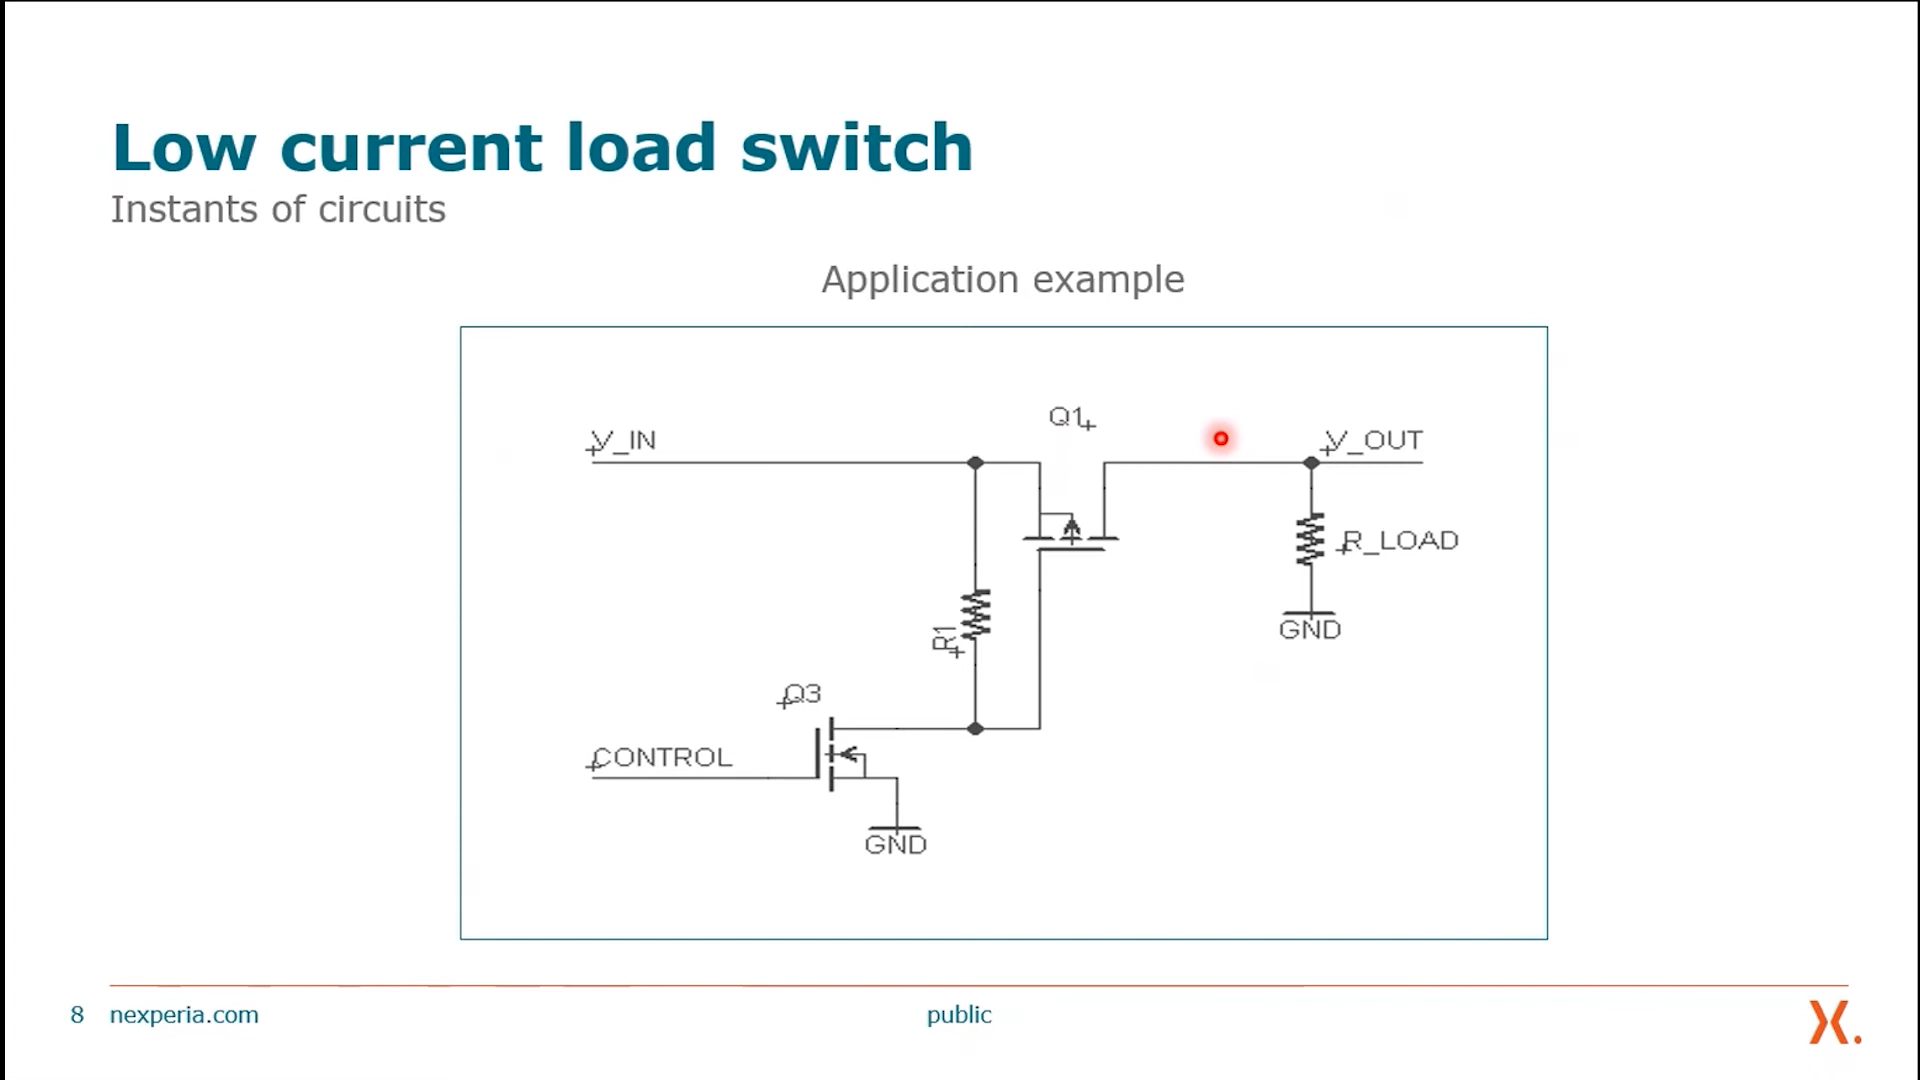 Low current load switch
Instants of circuits
Application example
Q1
V_IN
V_OUT
R_LOAD
GND
R1
Q3
CONTROL
GND
8 nexperia.com public